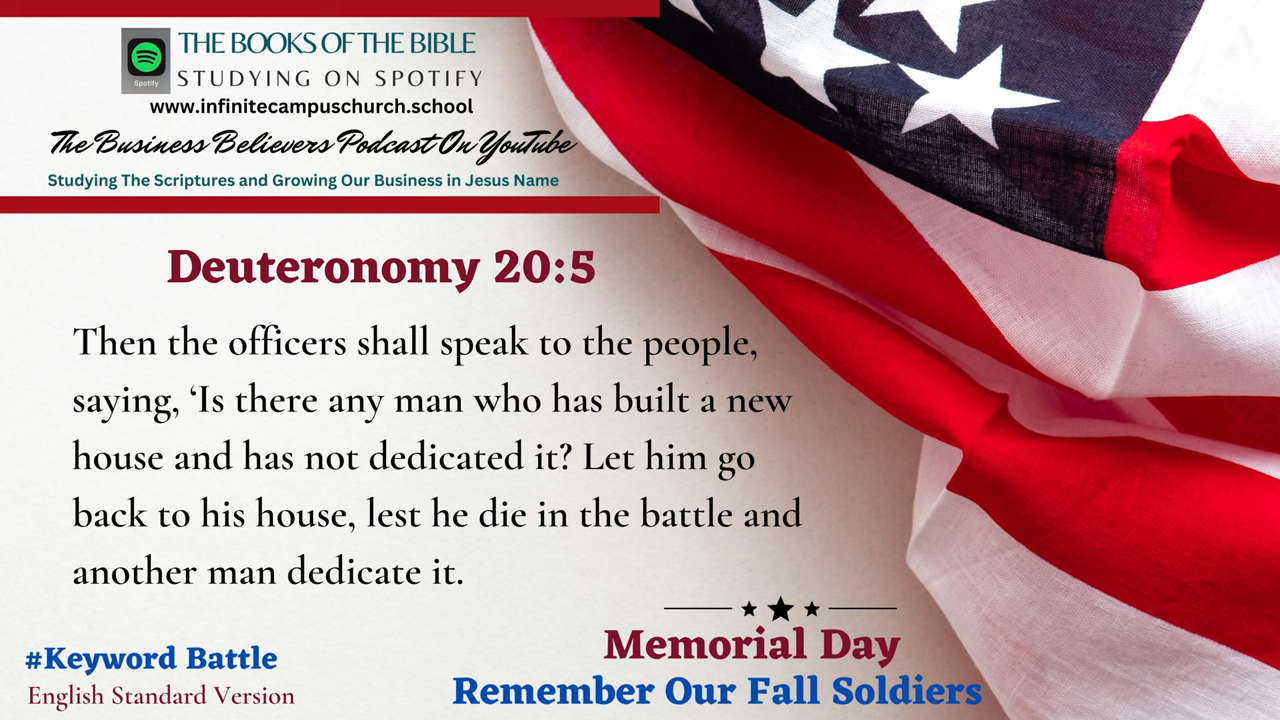 THE BOOKS OF THE BIBLE
Spotify
STUDYING ON SPOTIFY
www.infinitecampuschurch.school
The Business Believers Podcast On YouTube
Studying The Scriptures and Growing Our Business in Jesus Name
Deuteronomy 20:5
Then the officers shall speak to the people,
saying, ‘Is there any man who has built a new
house and has not dedicated it? Let him go
back to his house, lest he die in the battle and
another man dedicate it.
Memorial Day
#Keyword Battle
Remember Our Fall Soldiers
English Standard Version